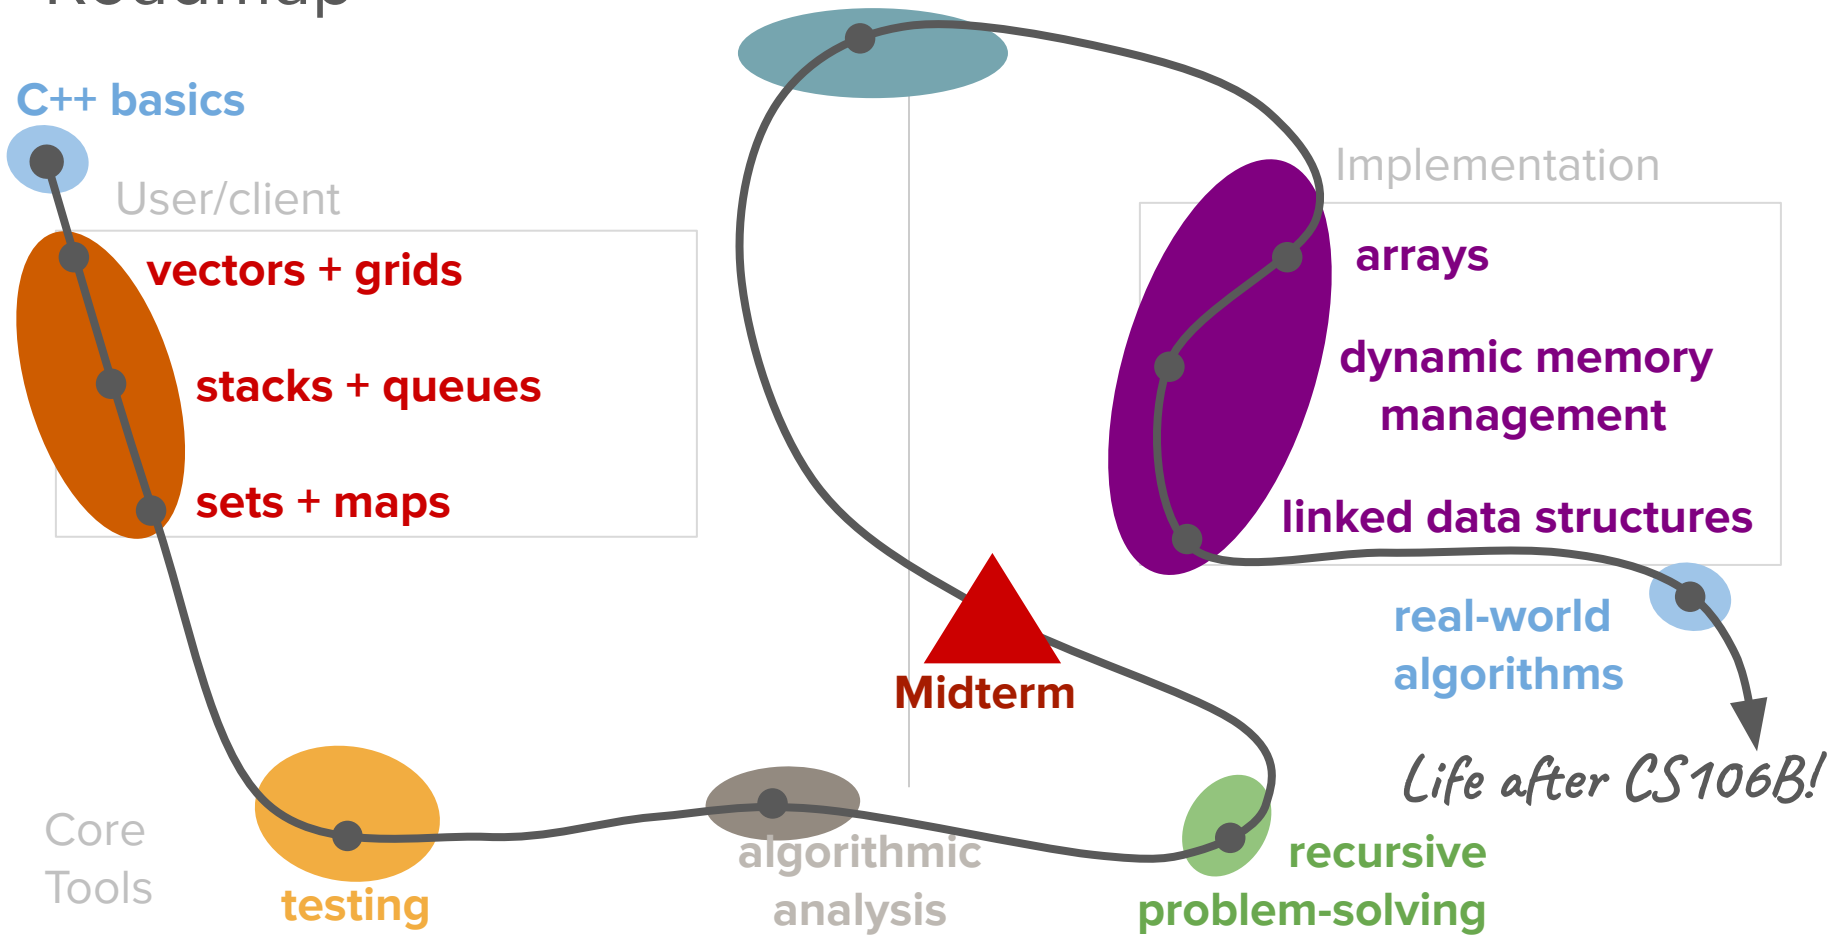 Roadmap
C++ basics
User/client
vectors + grids
stacks + queues
sets + maps
Implementation
arrays
dynamic memory
management
linked data structures
real-world
algorithms
Life after CS106B!
Midterm
Core
Tools
testing
algorithmic
analysis
recursive
problem-solving